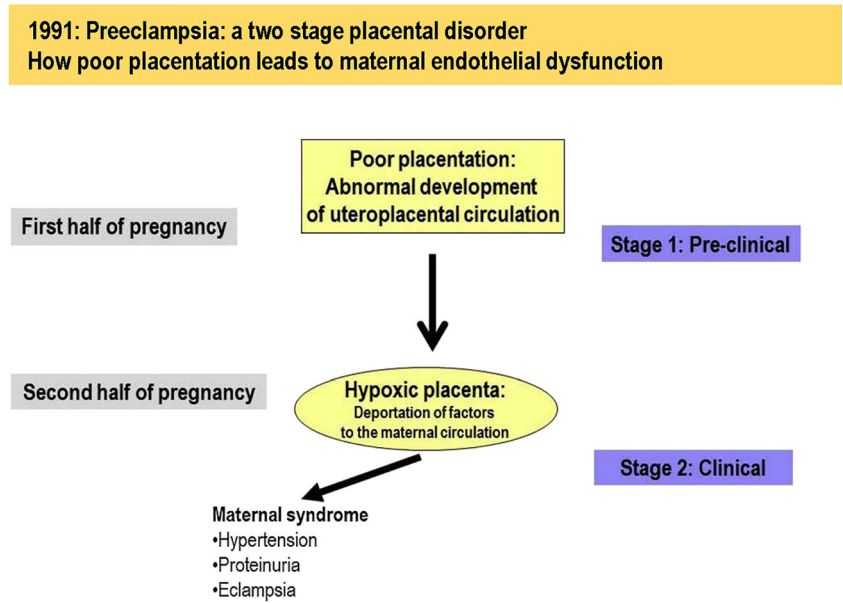 1991: Preeclampsia: a two stage placental disorder
How poor placentation leads to maternal endothelial dysfunction
Poor placentation:
Abnormal development
of uteroplacental circulation
First half of pregnancy
Stage 1: Pre-clinical
Second half of pregnancy
Hypoxic placenta:
Deportation of factors
to the maternal circulation
Stage 2: Clinical
Maternal syndrome
•Hypertension
•Proteinuria
•Eclampsia